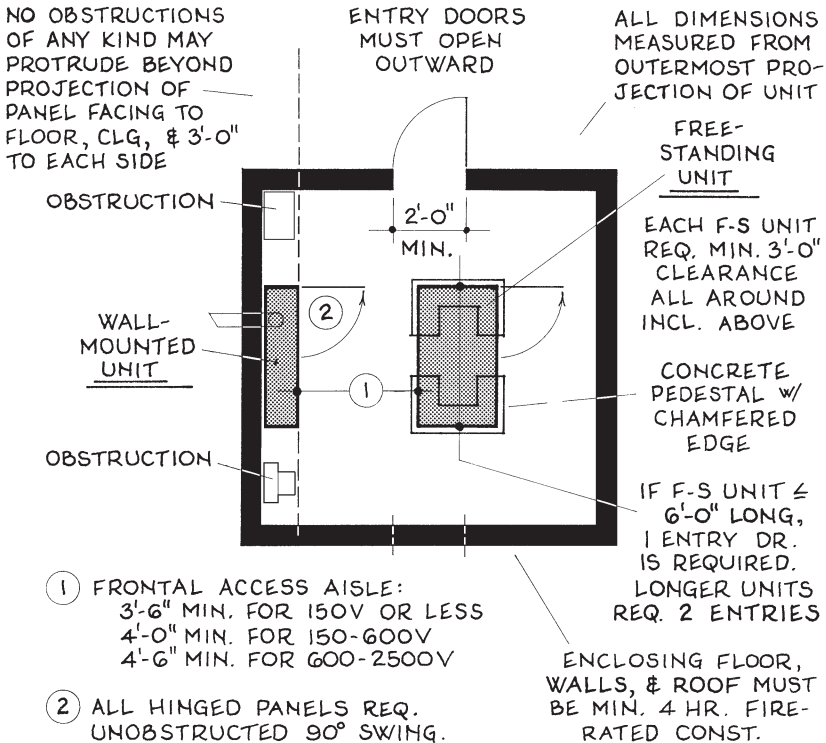 NO OBSTRUCTIONS
OF ANY KIND MAY
PROTRUDE BEYOND
PROJECTION OF
PANEL FACING TO
FLOOR, CLG, & 3'-0"
TO EACH SIDE
ENTRY DOORS
MUST OPEN
OUTWARD
ALL DIMENSIONS
MEASURED FROM
OUTERMOST PRO-
JECTION OF UNIT
FREE-
STANDING
UNIT
OBSTRUCTION
2'-0"
MIN.
EACH F-S UNIT
REQ. MIN. 3'-0"
CLEARANCE
ALL AROUND
INCL. ABOVE
2
WALL-
MOUNTED
UNIT
1
CONCRETE
PEDESTAL W/
CHAMFERED
EDGE
OBSTRUCTION
IF F-S UNIT ≤
6'-0" LONG,
1 ENTRY DR.
IS REQUIRED.
LONGER UNITS
REQ. 2 ENTRIES
1 FRONTAL ACCESS AISLE:
3'-6" MIN. FOR 150V OR LESS
4'-0" MIN. FOR 150-600V
4'-6" MIN. FOR 600-2500V
2 ALL HINGED PANELS REQ.
UNOBSTRUCTED 90° SWING.
ENCLOSING FLOOR,
WALLS, & ROOF MUST
BE MIN. 4 HR. FIRE-
RATED CONST.